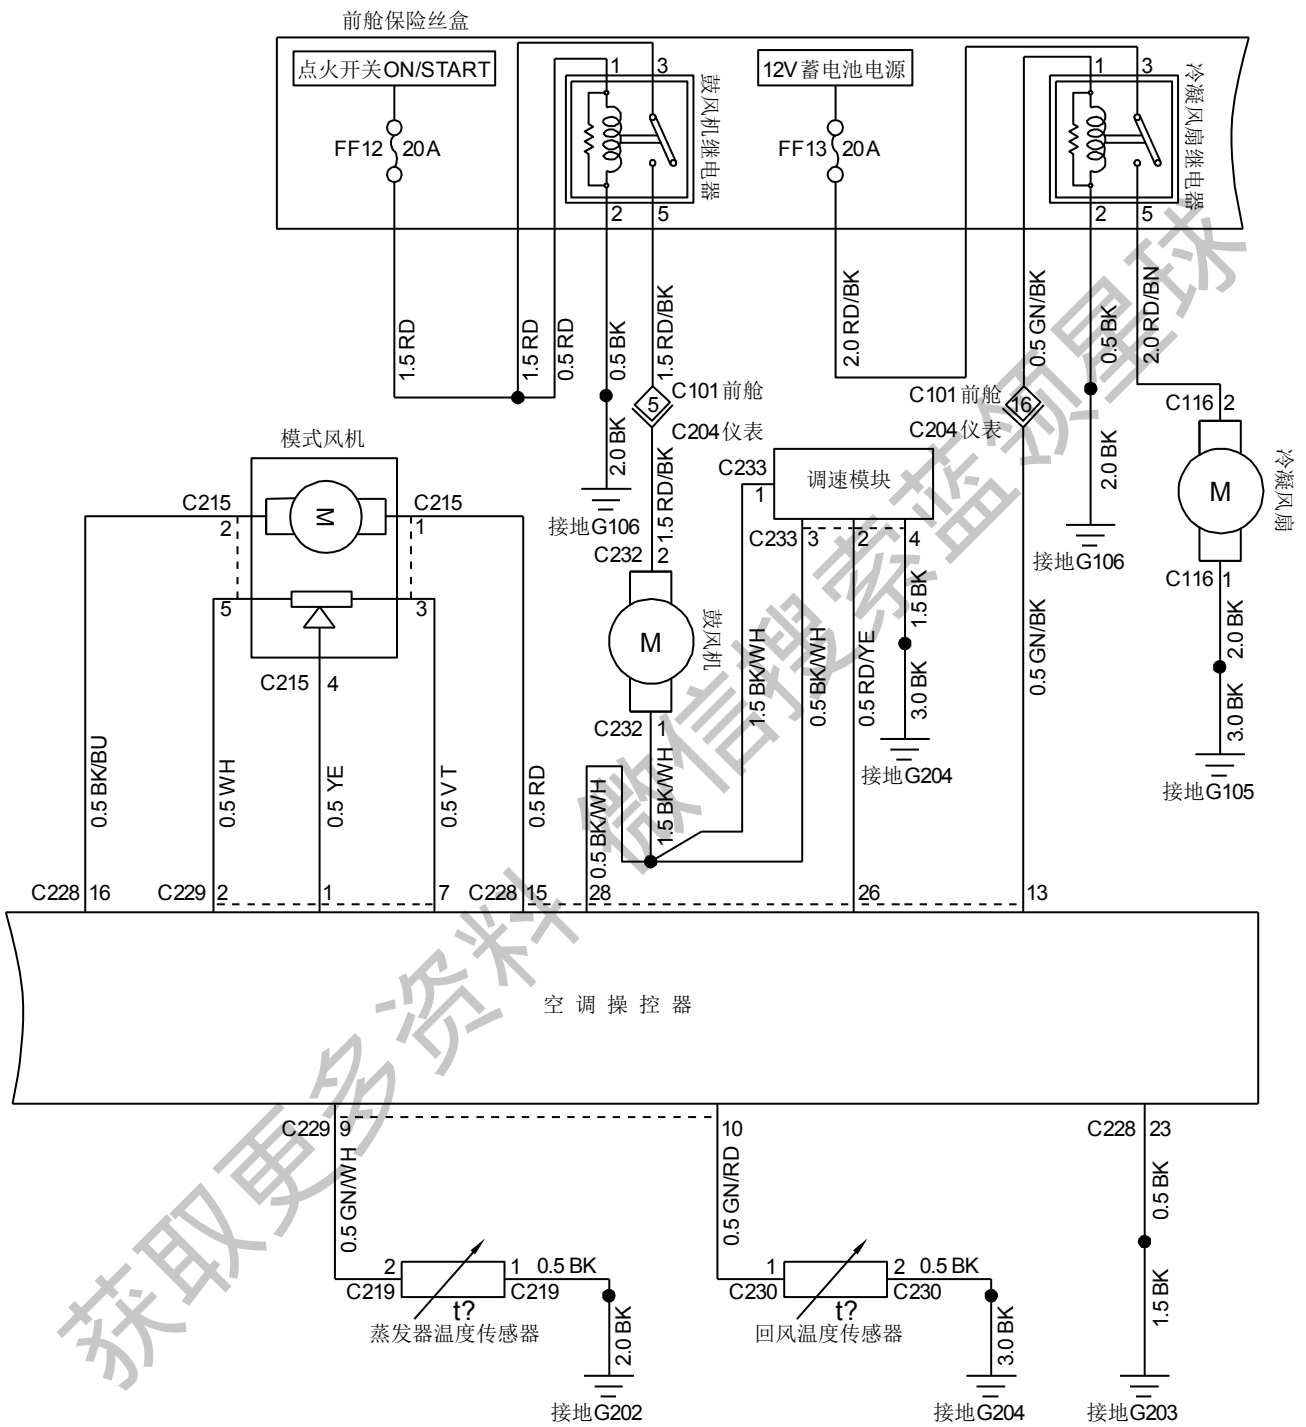 前舱保险丝盒
点火开关ON/START
FF12 20A
1
3
2
5
鼓风机继电器
12V蓄电池电源
FF13 20A
1
3
2
5
冷凝风扇继电器
1.5 RD
1.5 RD
0.5 RD
0.5 BK
1.5 RD/BK
2.0 RD/BK
0.5 GN/BK
0.5 BK
2.0 RD/BN
5
C101前舱
C204仪表
C101前舱
16
C204仪表
2.0 BK
接地G106
1.5 RD/BK
2.0 BK
接地G106
C116 2
M
冷凝风扇
C116 1
2.0 BK
3.0 BK
接地G105
模式风机
C215
2
M
C215
1
5
3
C215 4
C232 2
M
鼓风机
C232 1
C233
1
调速模块
C233 3
2
4
1.5 BK
3.0 BK
接地G204
0.5 BK/BU
0.5 WH
0.5 YE
0.5 VT
0.5 RD
0.5 BK/WH
1.5 BK/WH
1.5 BK/WH
0.5 BK/WH
0.5 RD/YE
0.5 GN/BK
C228 16
C229 2
1
7
C228 15
28
26
13
空调操控器
C229 9
10
C228 23
0.5 GN/WH
0.5 GN/RD
0.5 BK
1.5 BK
2
C219
1
C219
0.5 BK
t?
蒸发器温度传感器
2.0 BK
接地G202
1
C230
2
C230
0.5 BK
t?
回风温度传感器
3.0 BK
接地G204
接地G203
获取更多资料 微信搜索蓝领星球